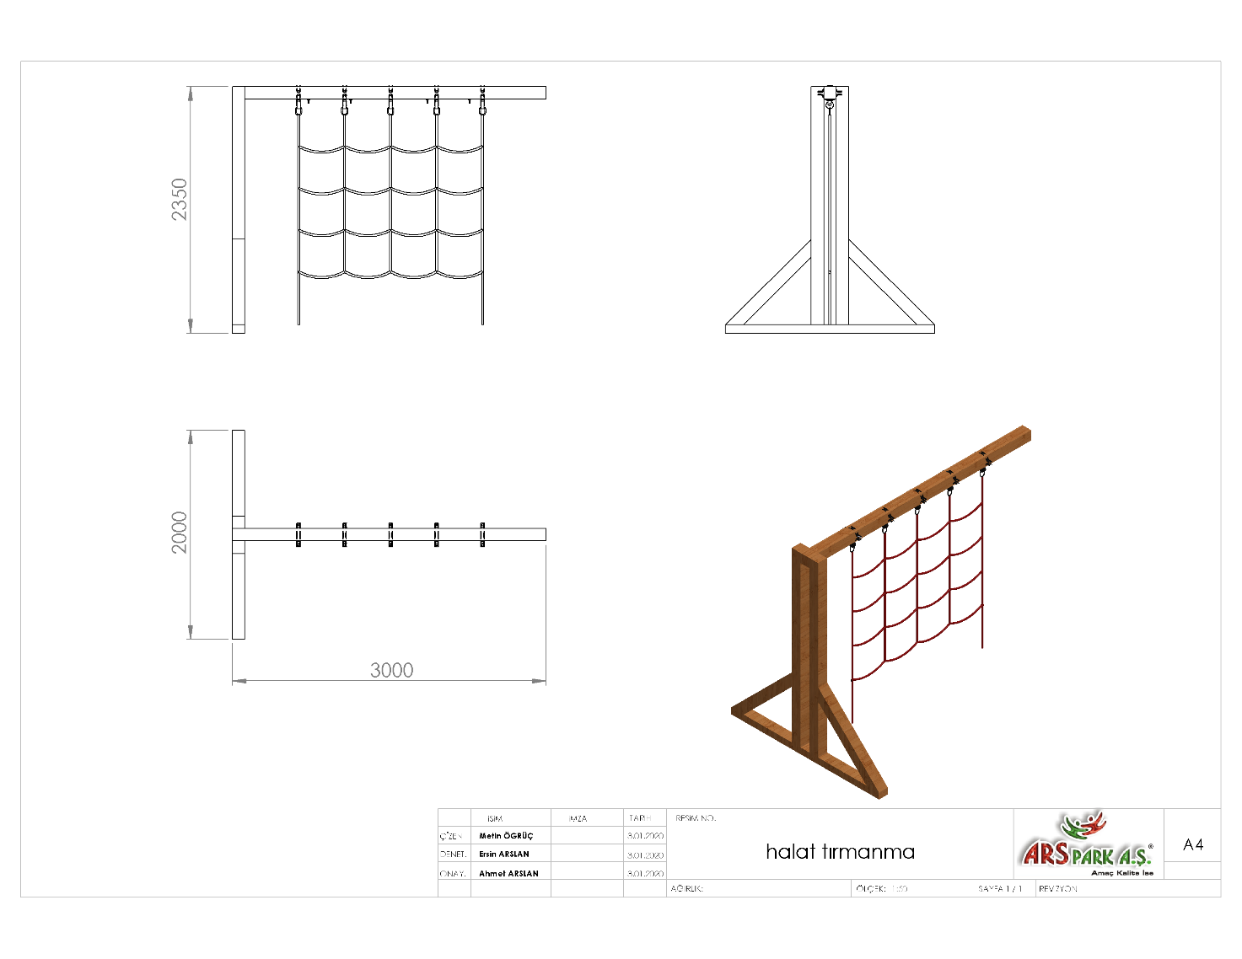 2350
2000
3000
İSİM
İMZA
TARİH
RESİM NO.
ÇİZEN
Metin ÖGRÜÇ
3.01.2020
DENET.
Ersin ARSLAN
3.01.2020
ONAY.
Ahmet ARSLAN
3.01.2020
halat tırmanma
ARSPARK A.Ş.®
Amaç Kalite İse
A4
AĞIRLIK:
ÖLÇEK:
SAYFA 1 / 1
REVİZYON